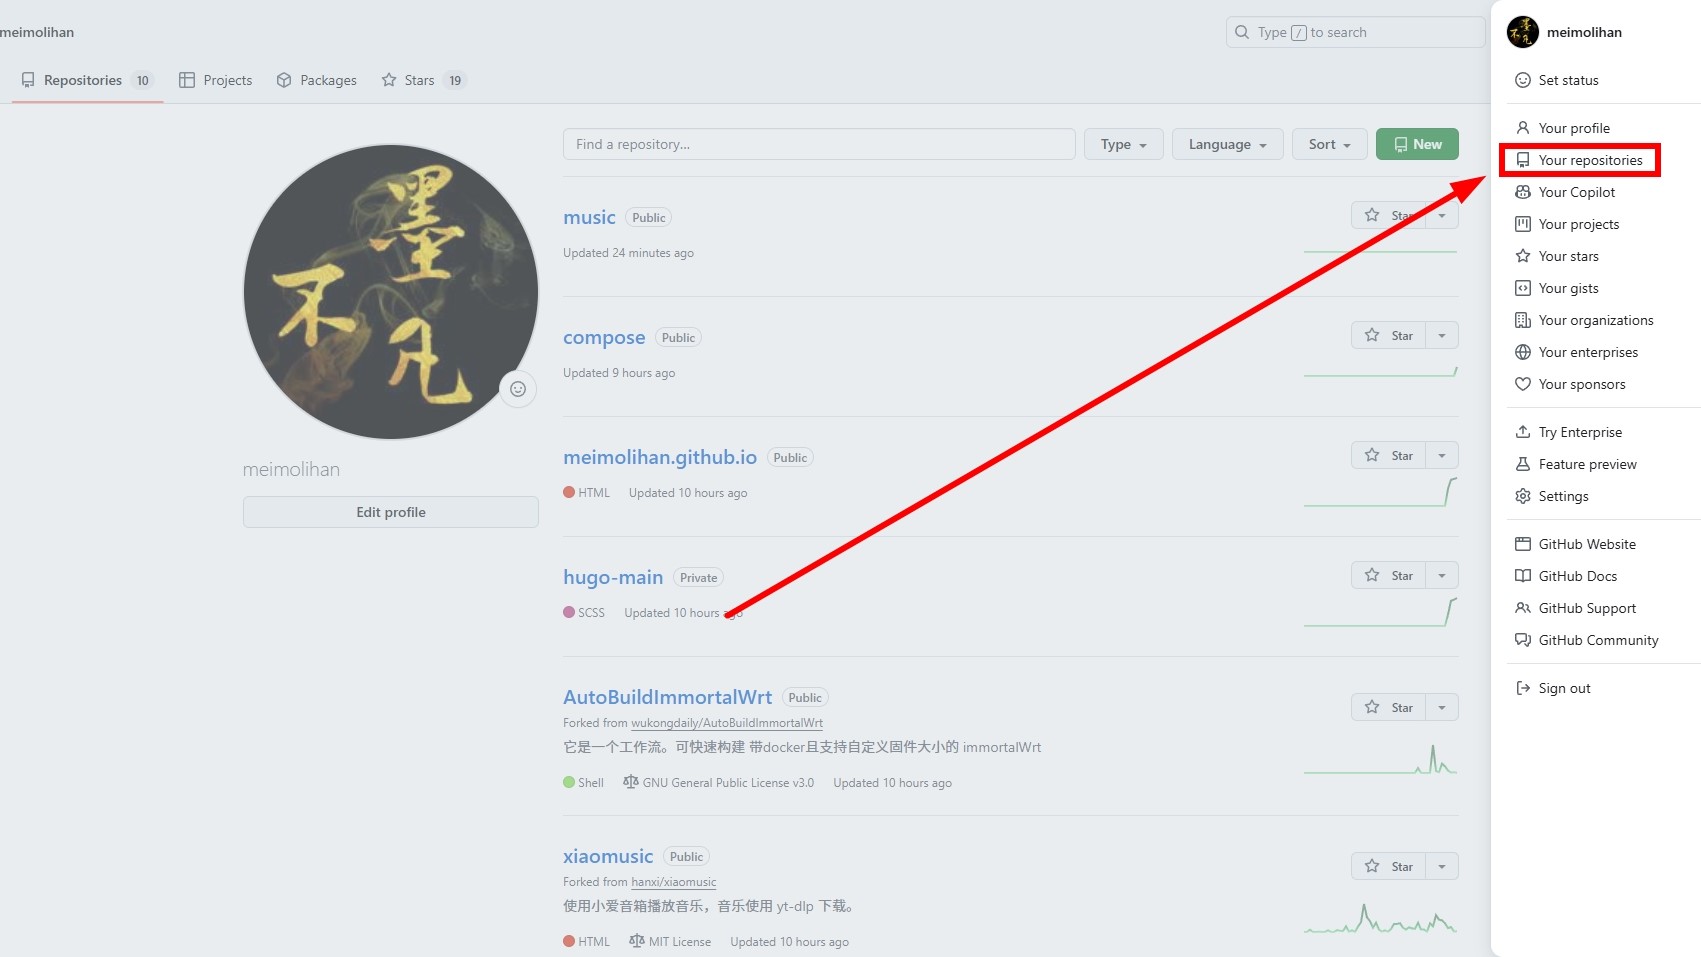 meimolihan
Type / to search
Repositories 10
Projects
Packages
Stars 19
墨
不
凡
meimolihan
Edit profile
Find a repository...
Type
Language
Sort
New
music Public
Star
Updated 24 minutes ago
compose Public
Star
Updated 9 hours ago
meimolihan.github.io Public
Star
HTML Updated 10 hours ago
hugo-main Private
Star
SCSS Updated 10 hours ago
AutoBuildImmortalWrt Public
Star
Forked from wukongdaily/AutoBuildImmortalWrt
它是一个工作流。可快速构建 带docker且支持自定义固件大小的 immortalWrt
Shell GNU General Public License v3.0 Updated 10 hours ago
xiaomusic Public
Star
Forked from hanxi/xiaomusic
使用小爱音箱播放音乐，音乐使用 yt-dlp 下载。
HTML MIT License Updated 10 hours ago
墨
不
凡
meimolihan
Set status
Your profile
Your repositories
Your Copilot
Your projects
Your stars
Your gists
Your organizations
Your enterprises
Your sponsors
Try Enterprise
Feature preview
Settings
GitHub Website
GitHub Docs
GitHub Support
GitHub Community
Sign out